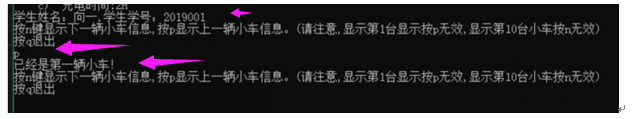 c) 充电时间:2H
学生姓名：向一,学生学号：2019001
按n键显示下一辆小车信息,按p显示上一辆小车信息。(请注意,显示第1台显示按p无效,显示第10台小车按n无效)
按q退出
p
已经是第一辆小车!
按n键显示下一辆小车信息,按p显示上一辆小车信息。(请注意,显示第1台显示按p无效,显示第10台小车按n无效)
按q退出